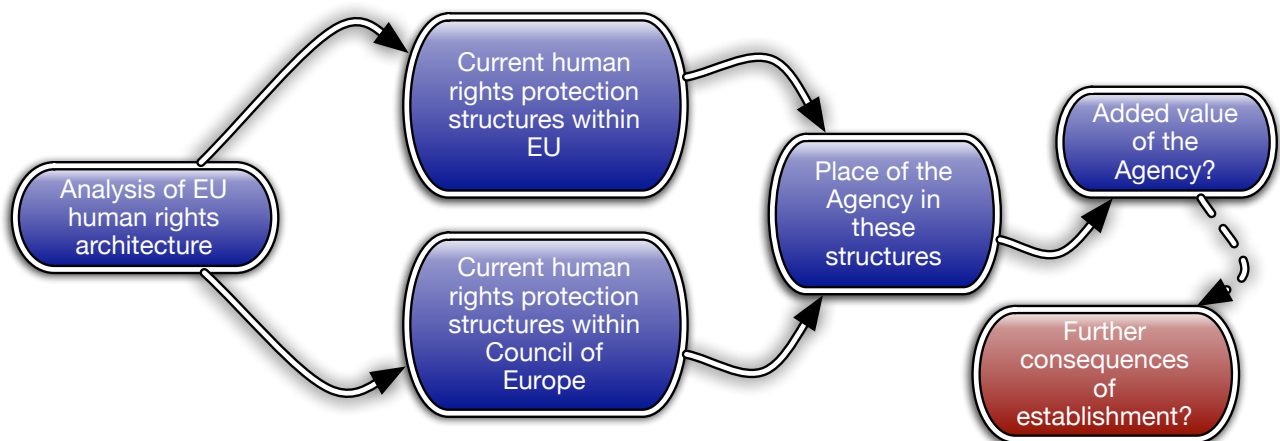 Analysis of EU
human rights
architecture
Current human
rights protection
structures within
EU
Current human
rights protection
structures within
Council of
Europe
Place of the
Agency in
these
structures
Added value
of the
Agency?
Further
consequences
of
establishment?